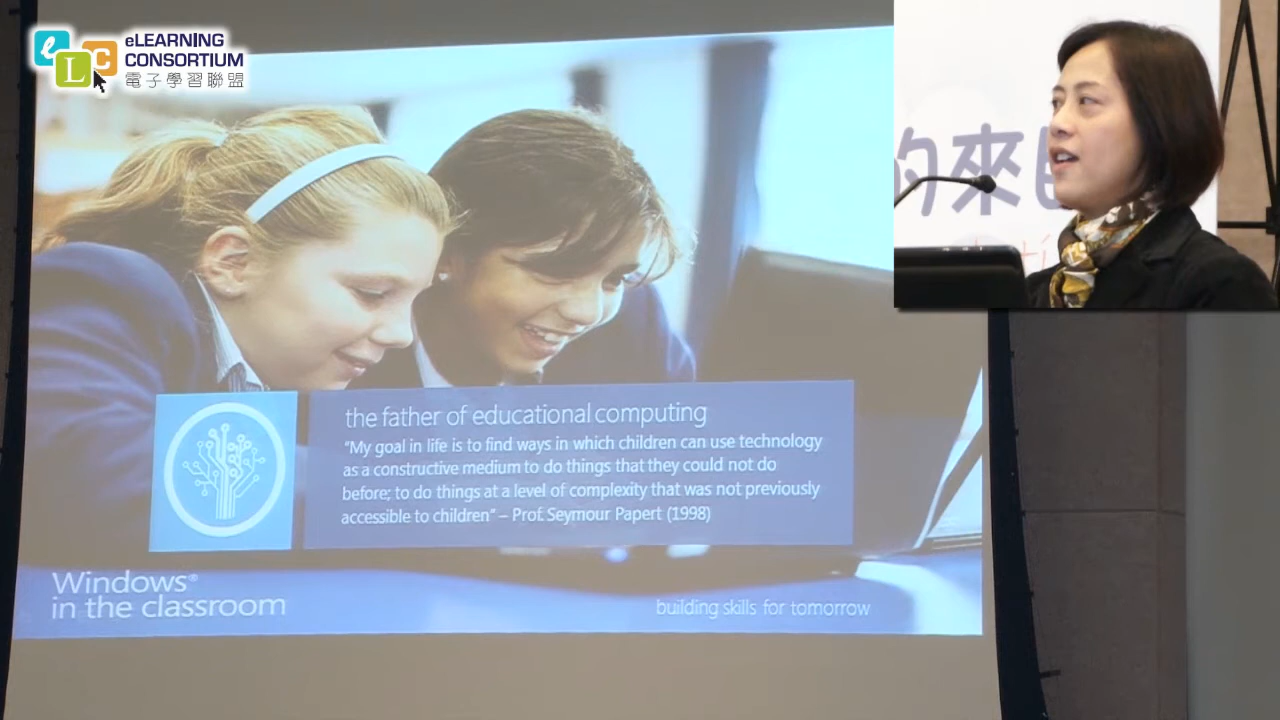 eLEARNING
CONSORTIUM
電子學習聯盟
的來
the father of educational computing
"My goal in life is to find ways in which children can use technology
as a constructive medium to do things that they could not do
before; to do things at a level of complexity that was not previously
accessible to children" – Prof. Seymour Papert (1998)
Windows®
in the classroom
building skills for tomorrow